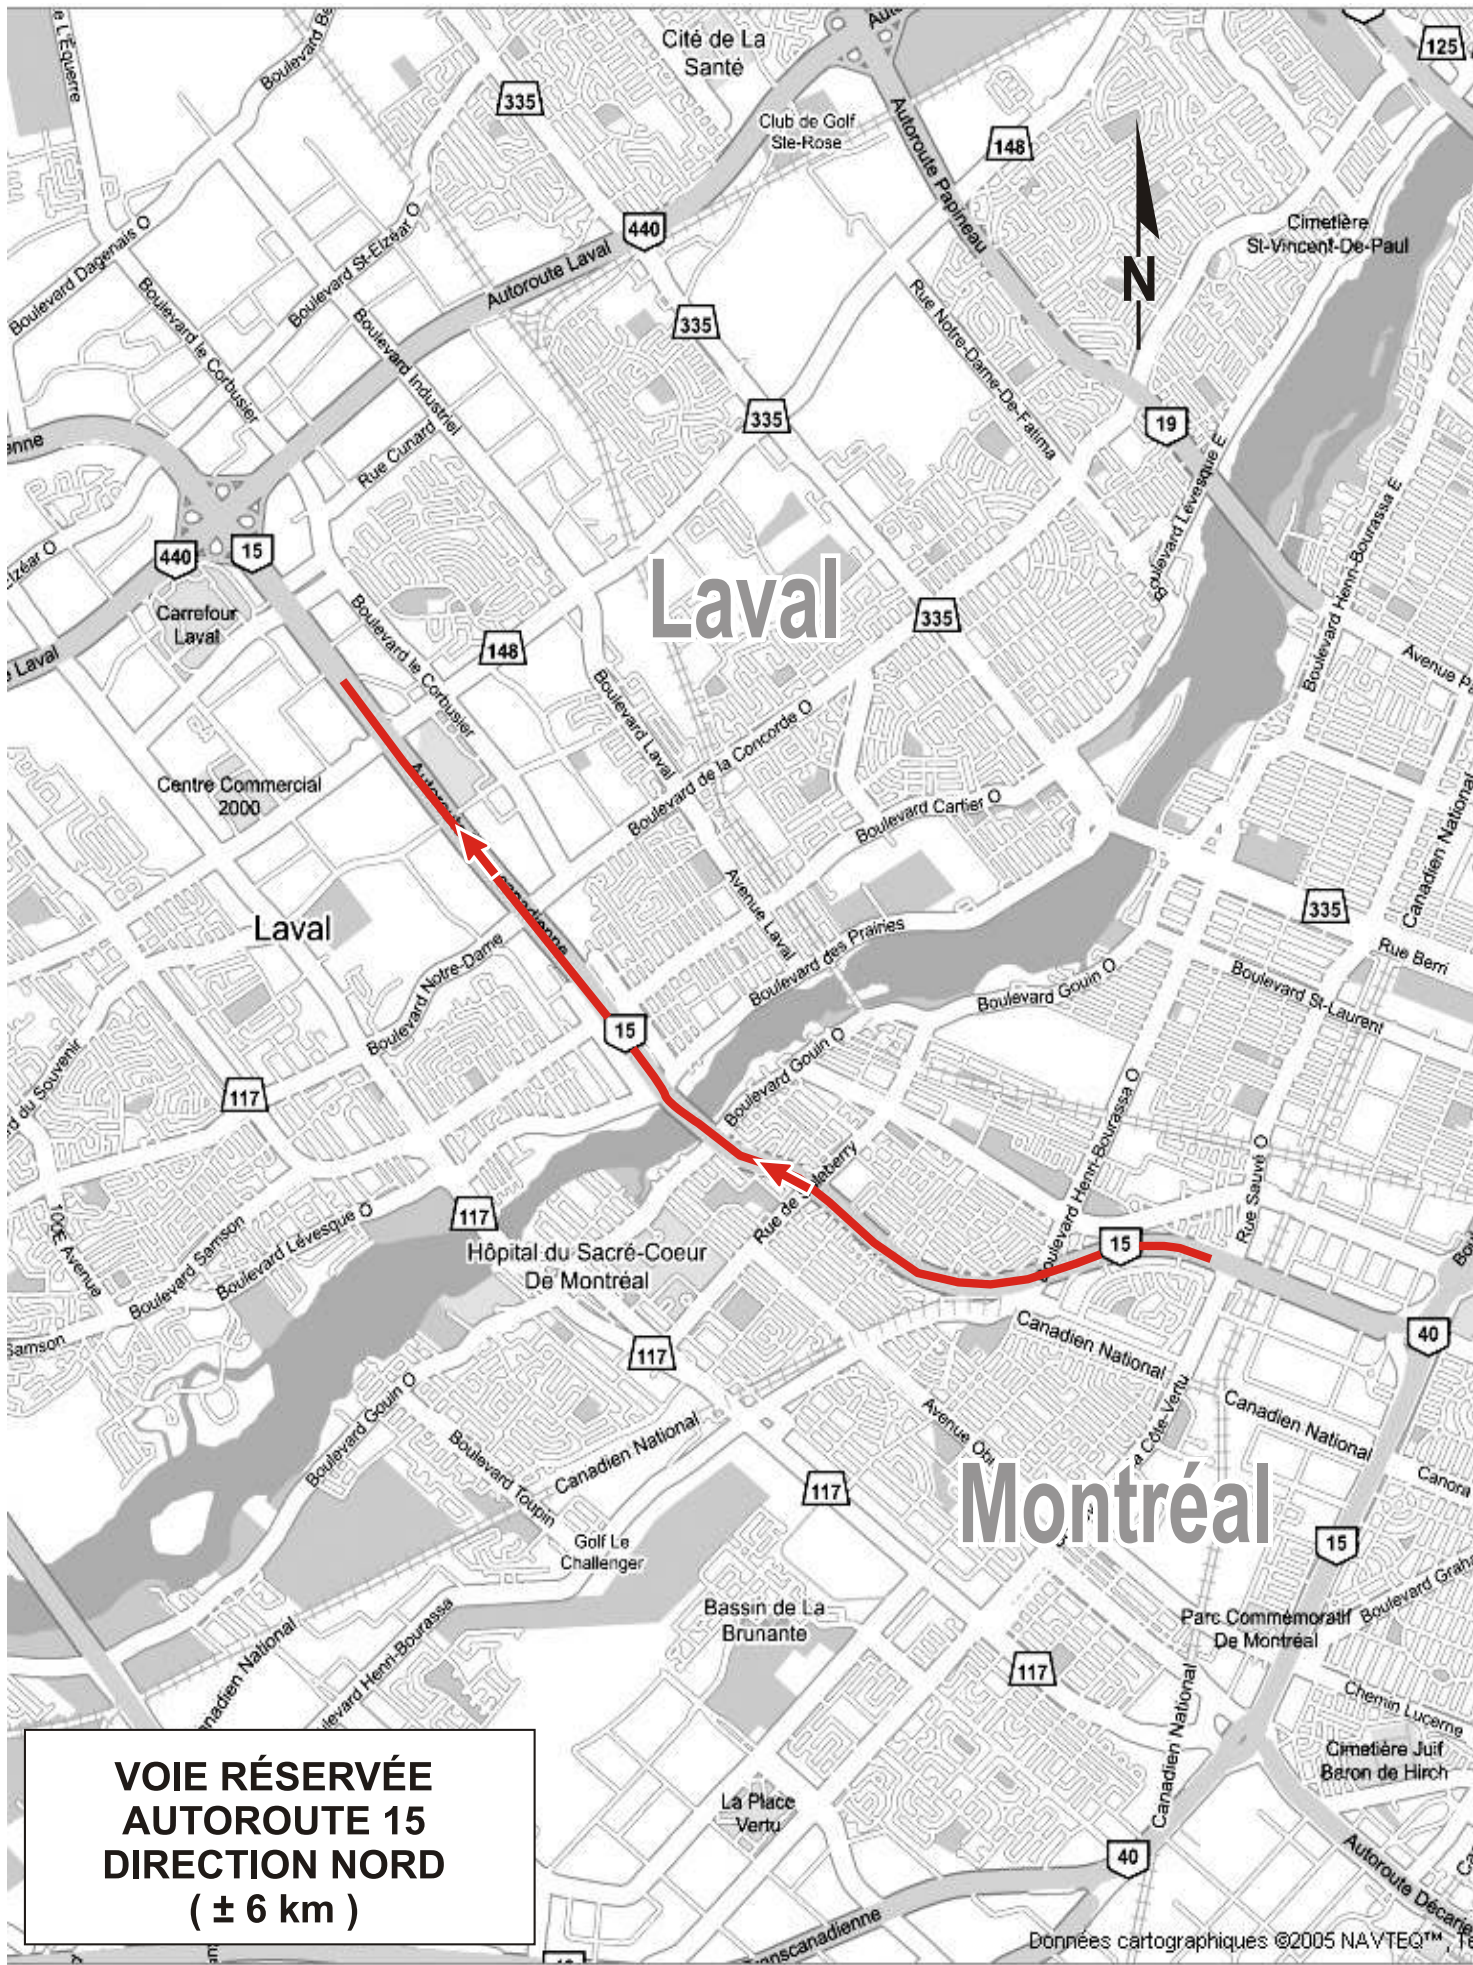 Cité de La
Santé
125
335
Boulevard Dagenais O
Boulevard St-Elzéar O
Club de Golf
Ste-Rose
148
Autoroute Papineau
440
Autoroute Laval
Cimetière
St-Vincent-De-Paul
N
Boulevard le Corbusier
Boulevard Industriel
335
Rue Notre-Dame-De-Fatima
335
19
Rue Cunard
Boulevard Lévesque E
Boulevard Henri-Bourassa E
440
15
Carrefour
Laval
Laval
335
148
Boulevard le Corbusier
Boulevard Laval
Boulevard de la Concorde O
Centre Commercial
2000
Boulevard Cartier O
Canadien National
Avenue Laval
335
Laval
Boulevard Notre-Dame
Boulevard des Prairies
Rue Berri
Boulevard Gouin O
Boulevard St-Laurent
15
Boulevard Gouin O
117
Boulevard Henri-Bourassa O
Rue Sauvé O
100E Avenue
Boulevard Samson
Boulevard Lévesque O
117
Hôpital du Sacré-Coeur
De Montréal
15
40
117
Canadien National
Boulevard Gouin O
Canadien National
Boulevard Toupin
Canadien National
117
Montréal
Golf Le
Challenger
15
Bassin de La
Brunante
Parc Commémoratif
De Montréal
117
Chemin Lucerne
Canadien National
Cimetière Juif
Baron de Hirch
La Place
Vertu
40
Autoroute Décarie
VOIE RÉSERVÉE
AUTOROUTE 15
DIRECTION NORD
( ± 6 km )
Données cartographiques ©2005 NAVTEQ™,